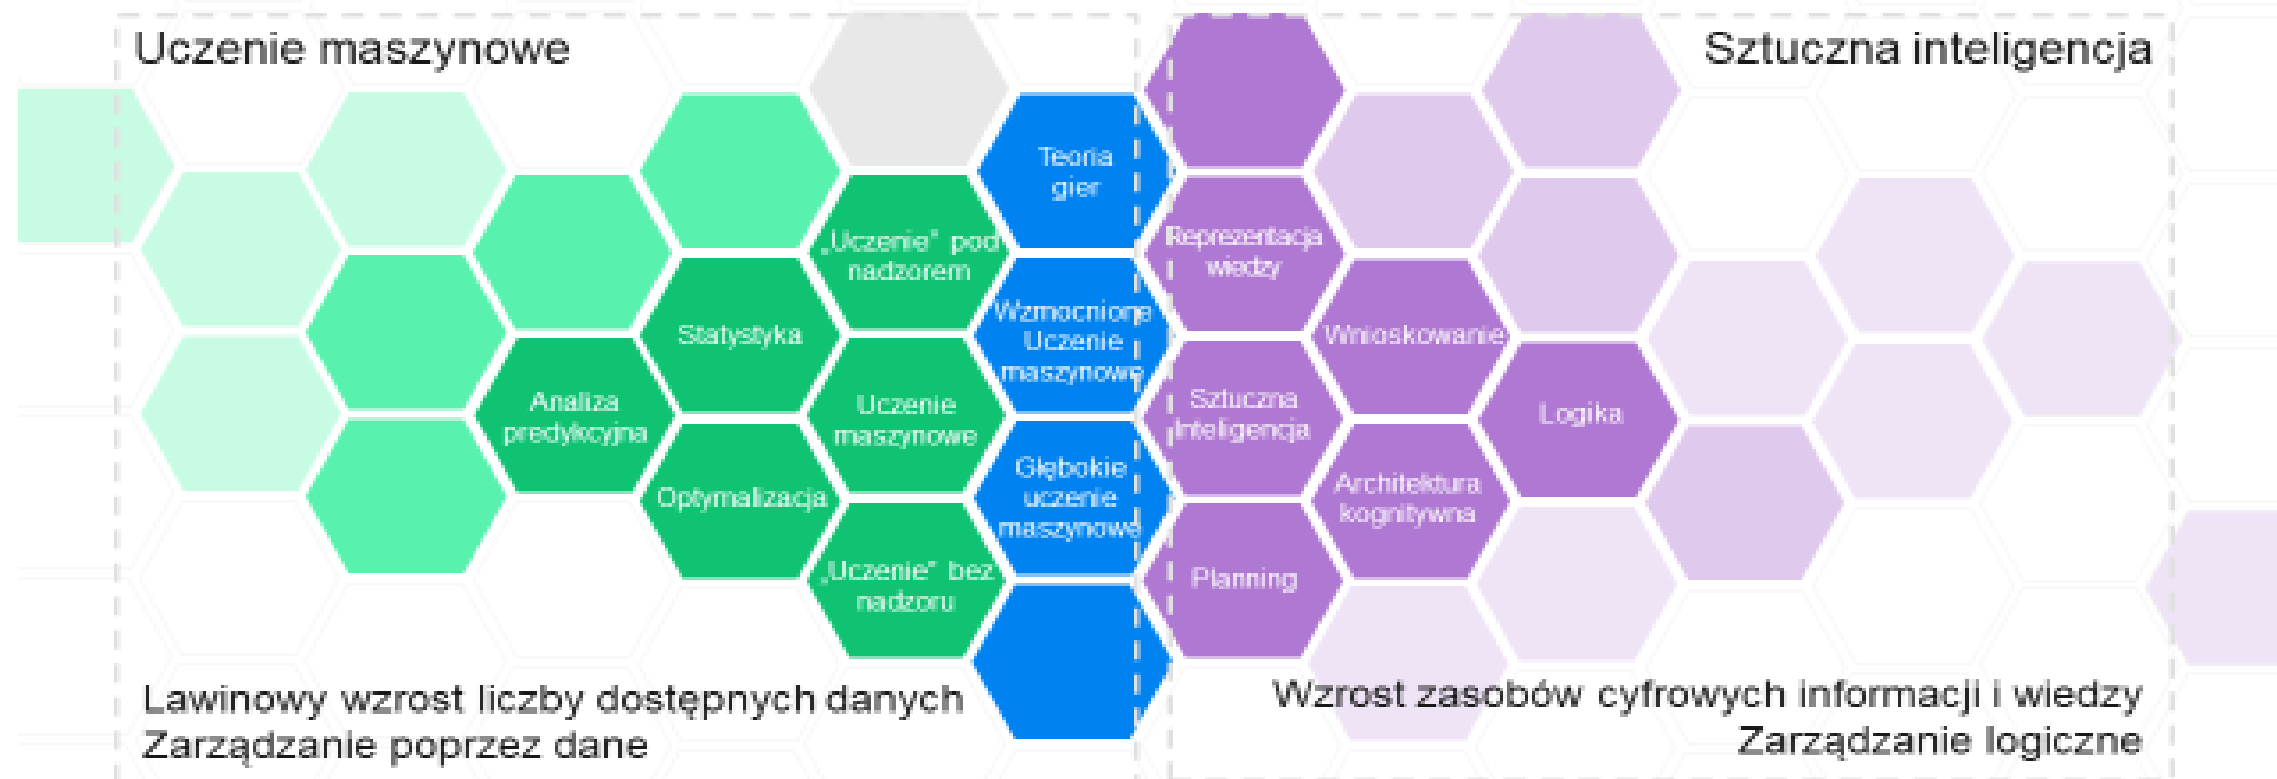 Uczenie maszynowe
Sztuczna inteligencja
Teoria
gier
„Uczenie" pod
nadzorem
Reprezentacja
wiedzy
Statystyka
Wzmocnione
Uczenie
maszynowe
Wnioskowanie
Analiza
predykcyjna
Uczenie
maszynowe
Sztuczna
Inteligencja
Logika
Optymalizacja
Głębokie
uczenie
maszynowe
Architektura
kognitywna
„Uczenie" bez
nadzoru
Planning
Lawinowy wzrost liczby dostępnych danych
Zarządzanie poprzez dane
Wzrost zasobów cyfrowych informacji i wiedzy
Zarządzanie logiczne